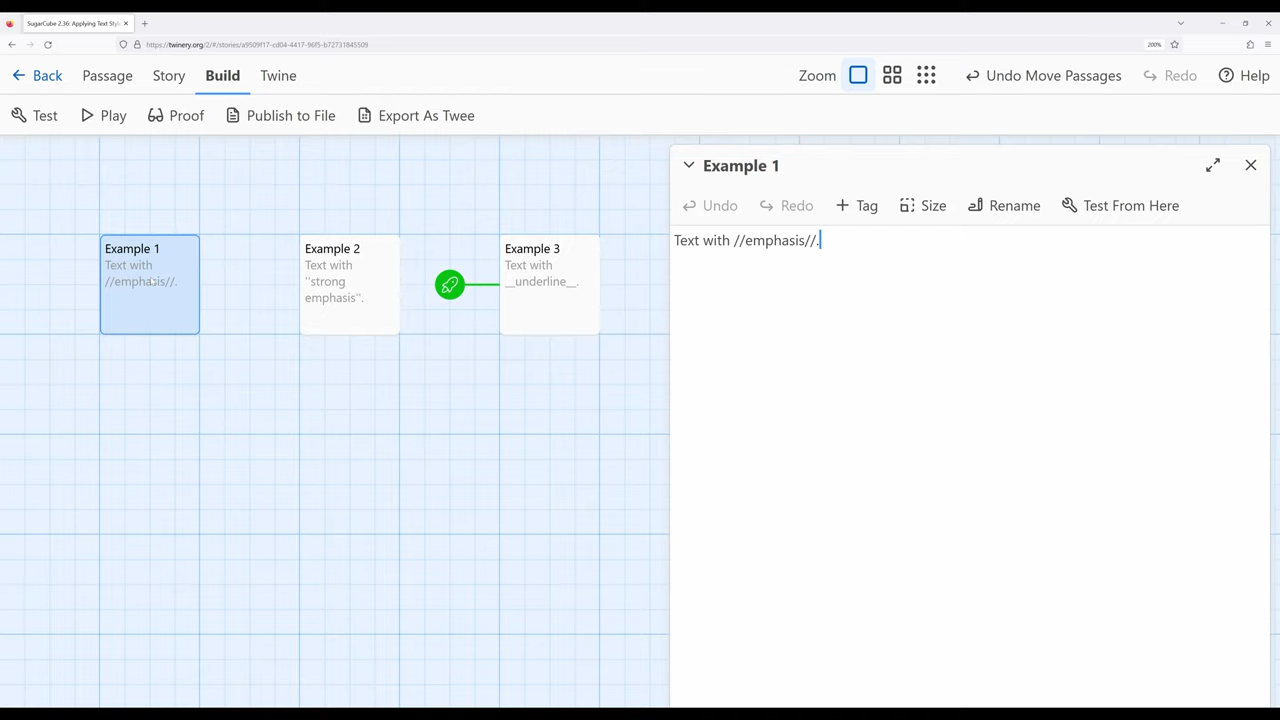 SugarCube 2.36: Applying Text Styl
https://twinery.org/2/#/stories/a9509f17-cd04-4417-96f5-b72731845509
200%
Back
Passage
Story
Build
Twine
Zoom
Undo Move Passages
Redo
Help
Test
Play
Proof
Publish to File
Export As Twee
Example 1
Text with
//emphasis//.
Example 2
Text with
''strong
emphasis''.
Example 3
Text with
__underline__.
Example 1
Undo
Redo
Tag
Size
Rename
Test From Here
Text with //emphasis//.